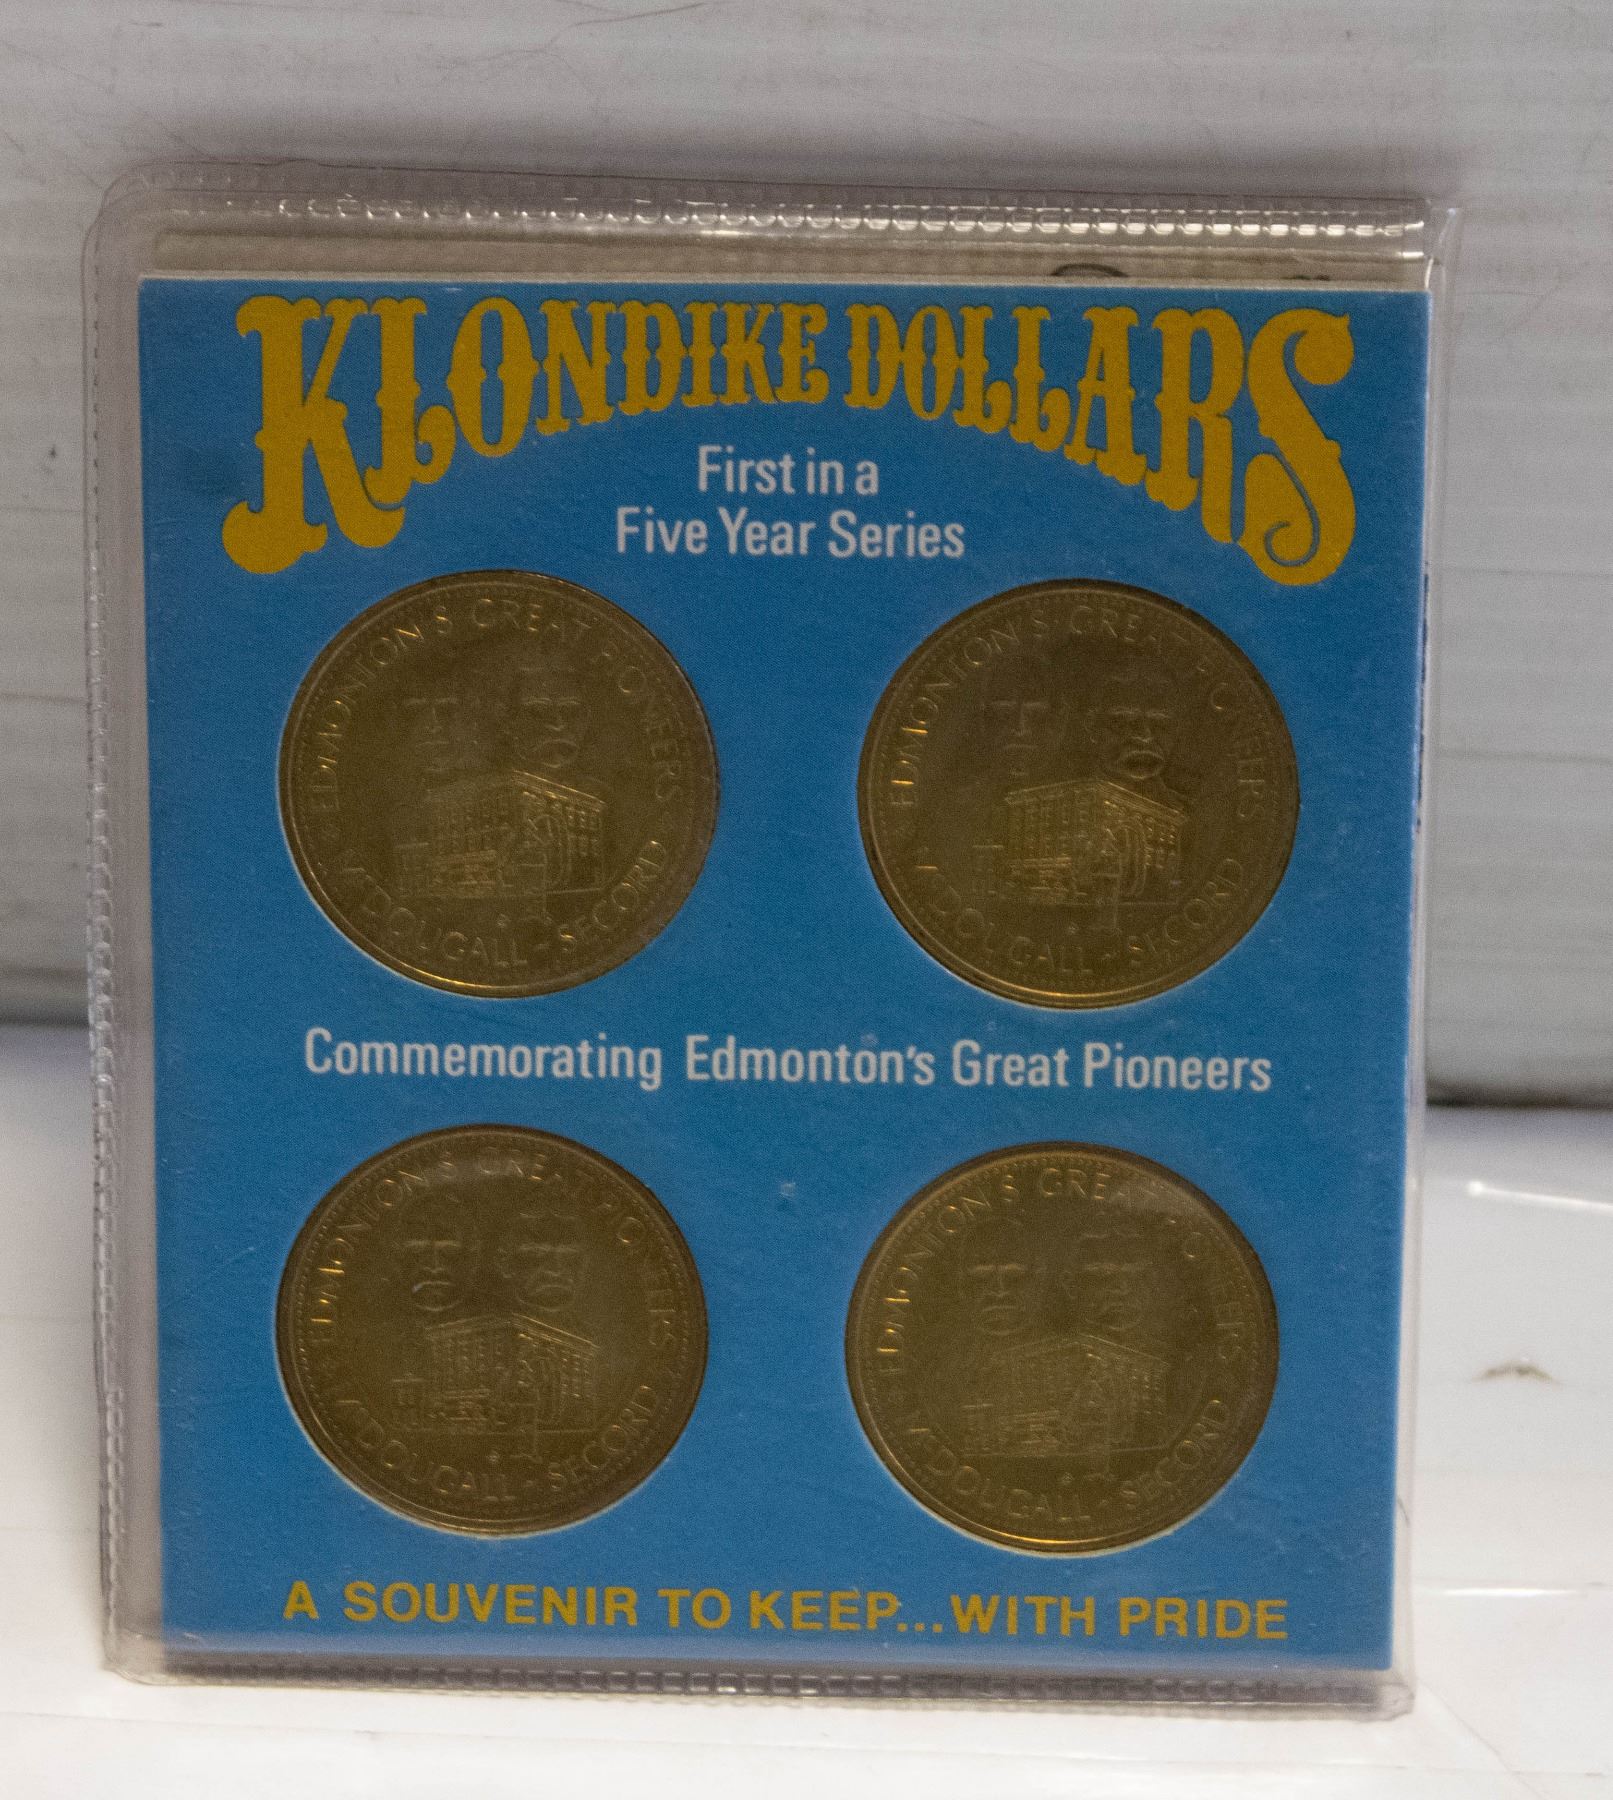 KLONDIKE DOLLARS
First in a
Five Year Series
EDMONTON'S GREAT PIONEERS
McDOUGALL - SECORD
EDMONTON'S GREAT PIONEERS
McDOUGALL - SECORD
Commemorating Edmonton's Great Pioneers
EDMONTON'S GREAT PIONEERS
McDOUGALL - SECORD
EDMONTON'S GREAT PIONEERS
McDOUGALL - SECORD
A SOUVENIR TO KEEP...WITH PRIDE